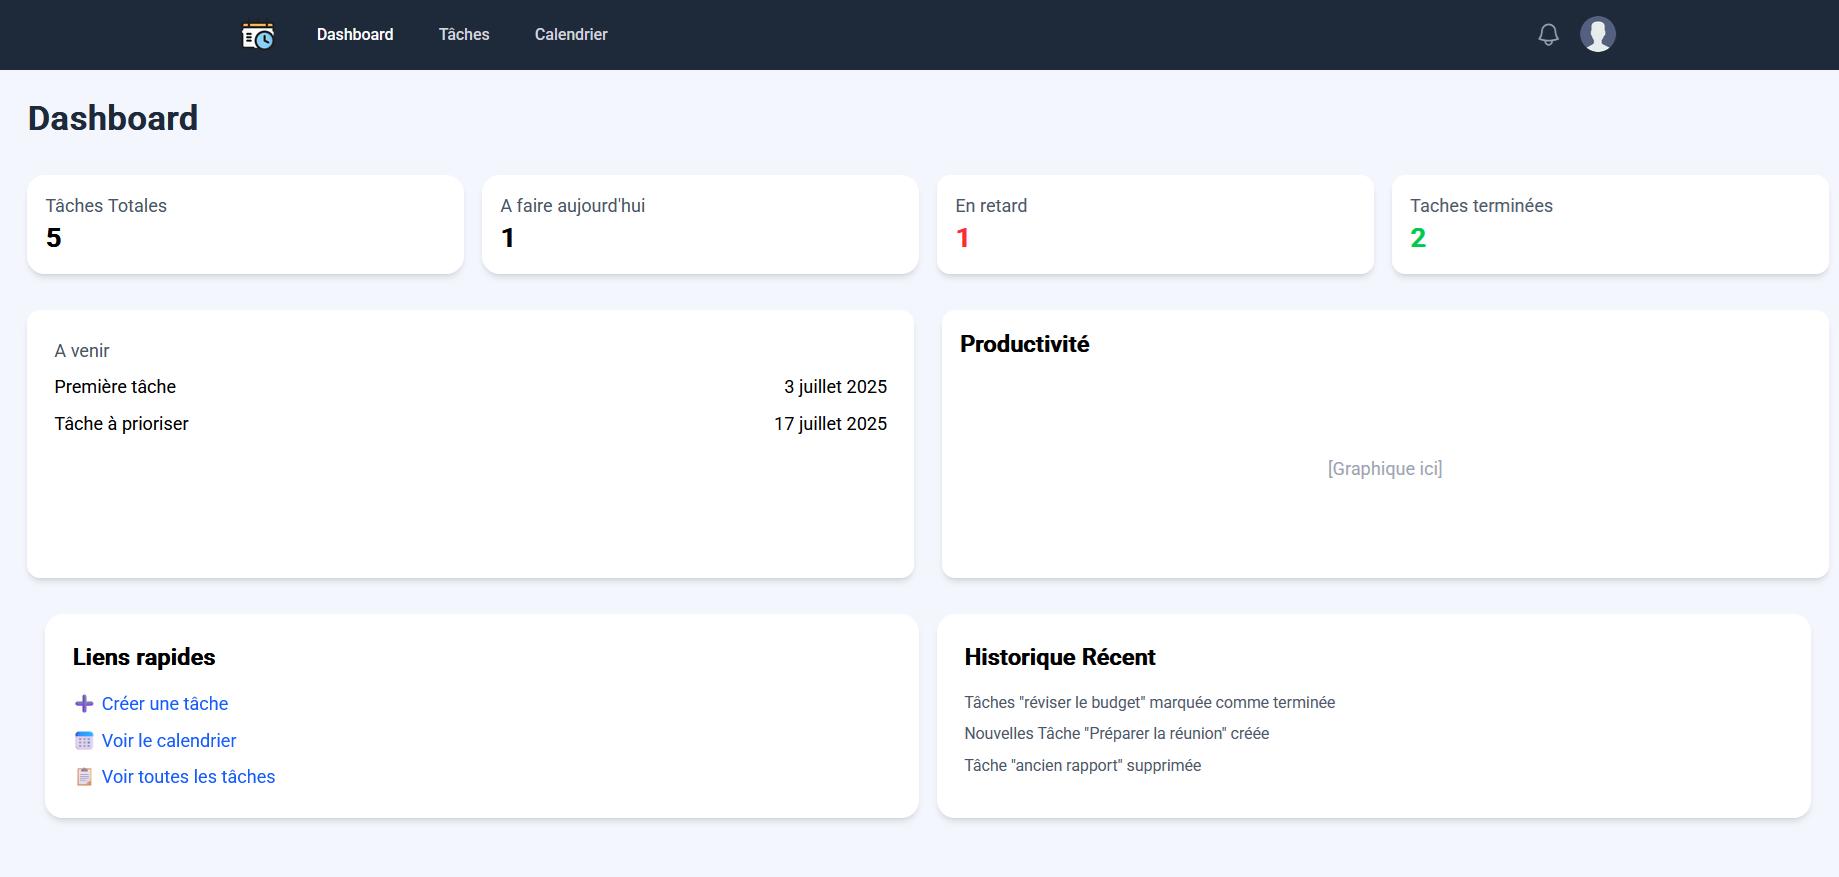 Dashboard
Tâches
Calendrier
Dashboard
Tâches Totales
5
A faire aujourd'hui
1
En retard
1
Taches terminées
2
A venir
Première tâche 3 juillet 2025
Tâche à prioriser 17 juillet 2025
Productivité
[Graphique ici]
Liens rapides
Créer une tâche
Voir le calendrier
Voir toutes les tâches
Historique Récent
Tâches "réviser le budget" marquée comme terminée
Nouvelles Tâche "Préparer la réunion" créée
Tâche "ancien rapport" supprimée